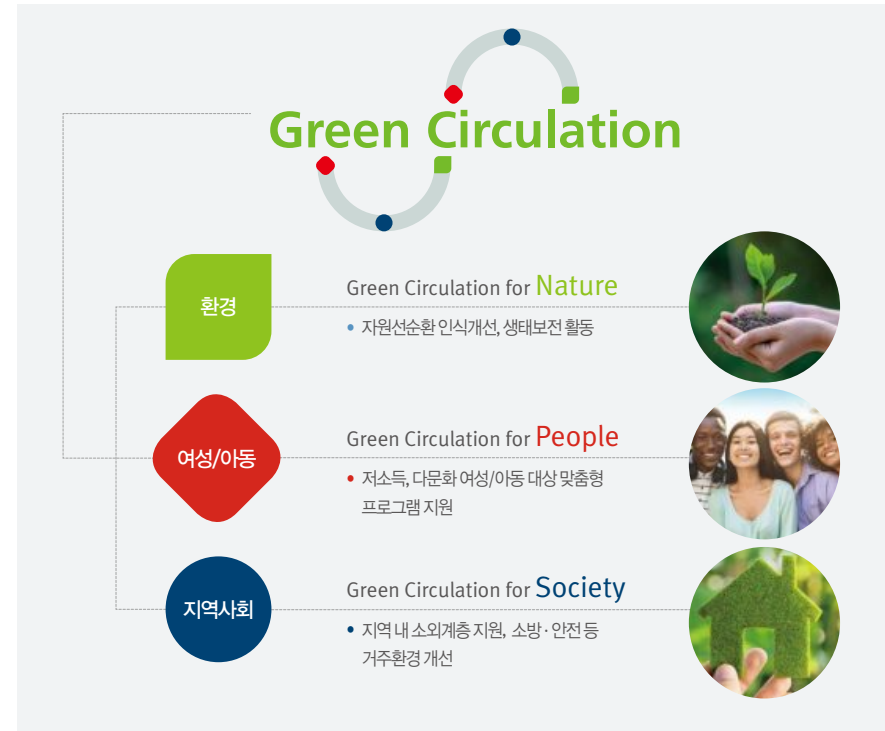 Green Circulation
환경
Green Circulation for Nature
• 자원선순환 인식개선, 생태보전 활동
여성/아동
Green Circulation for People
• 저소득, 다문화 여성/아동 대상 맞춤형
프로그램 지원
지역사회
Green Circulation for Society
• 지역 내 소외계층 지원, 소방·안전 등
거주환경 개선